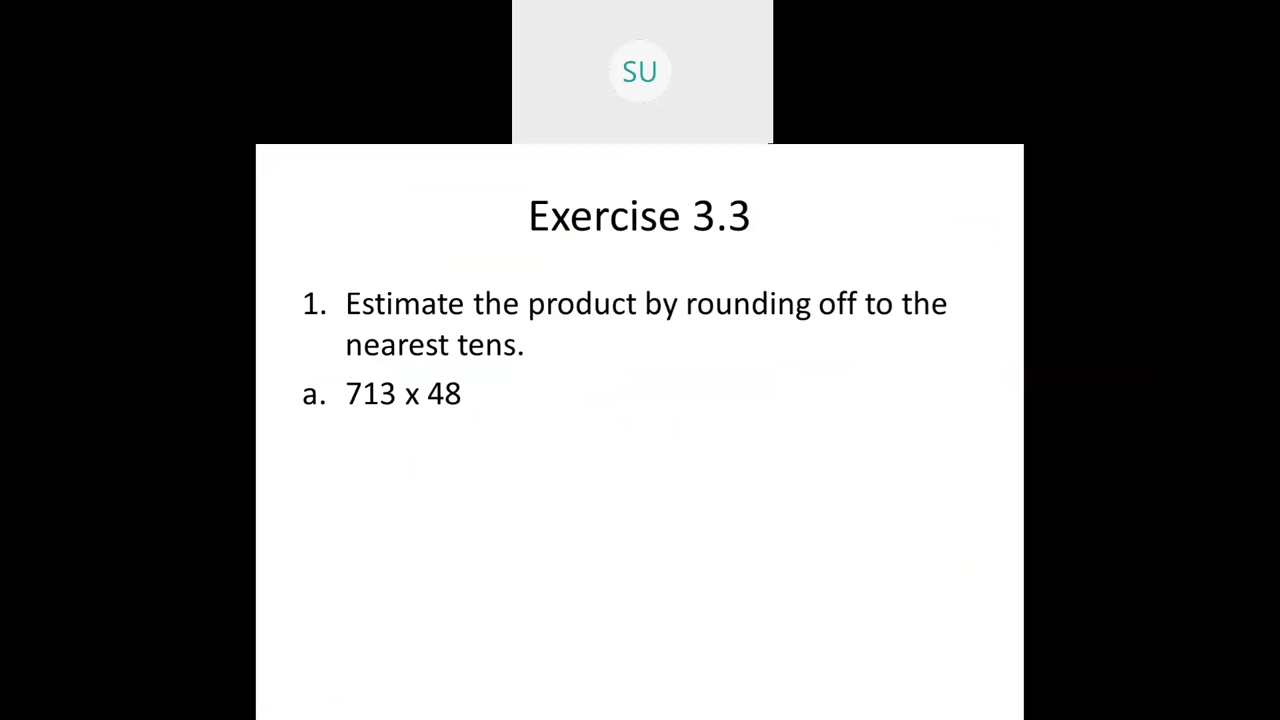 SU
Exercise 3.3
1. Estimate the product by rounding off to the
nearest tens.
a. 713 x 48